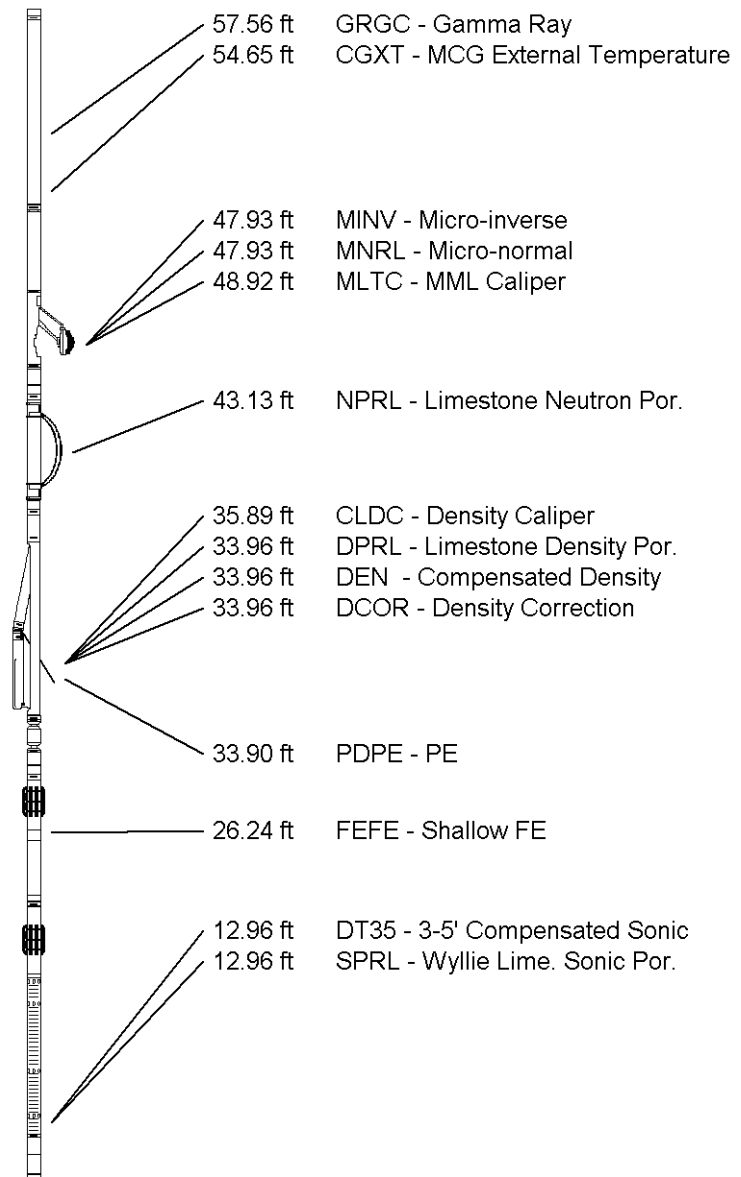 57.56 ft GRGC - Gamma Ray
54.65 ft CGXT - MCG External Temperature
47.93 ft MINV - Micro-inverse
47.93 ft MNRL - Micro-normal
48.92 ft MLTC - MML Caliper
43.13 ft NPRL - Limestone Neutron Por.
35.89 ft CLDC - Density Caliper
33.96 ft DPRL - Limestone Density Por.
33.96 ft DEN - Compensated Density
33.96 ft DCOR - Density Correction
33.90 ft PDPE - PE
26.24 ft FEFE - Shallow FE
12.96 ft DT35 - 3-5' Compensated Sonic
12.96 ft SPRL - Wyllie Lime. Sonic Por.